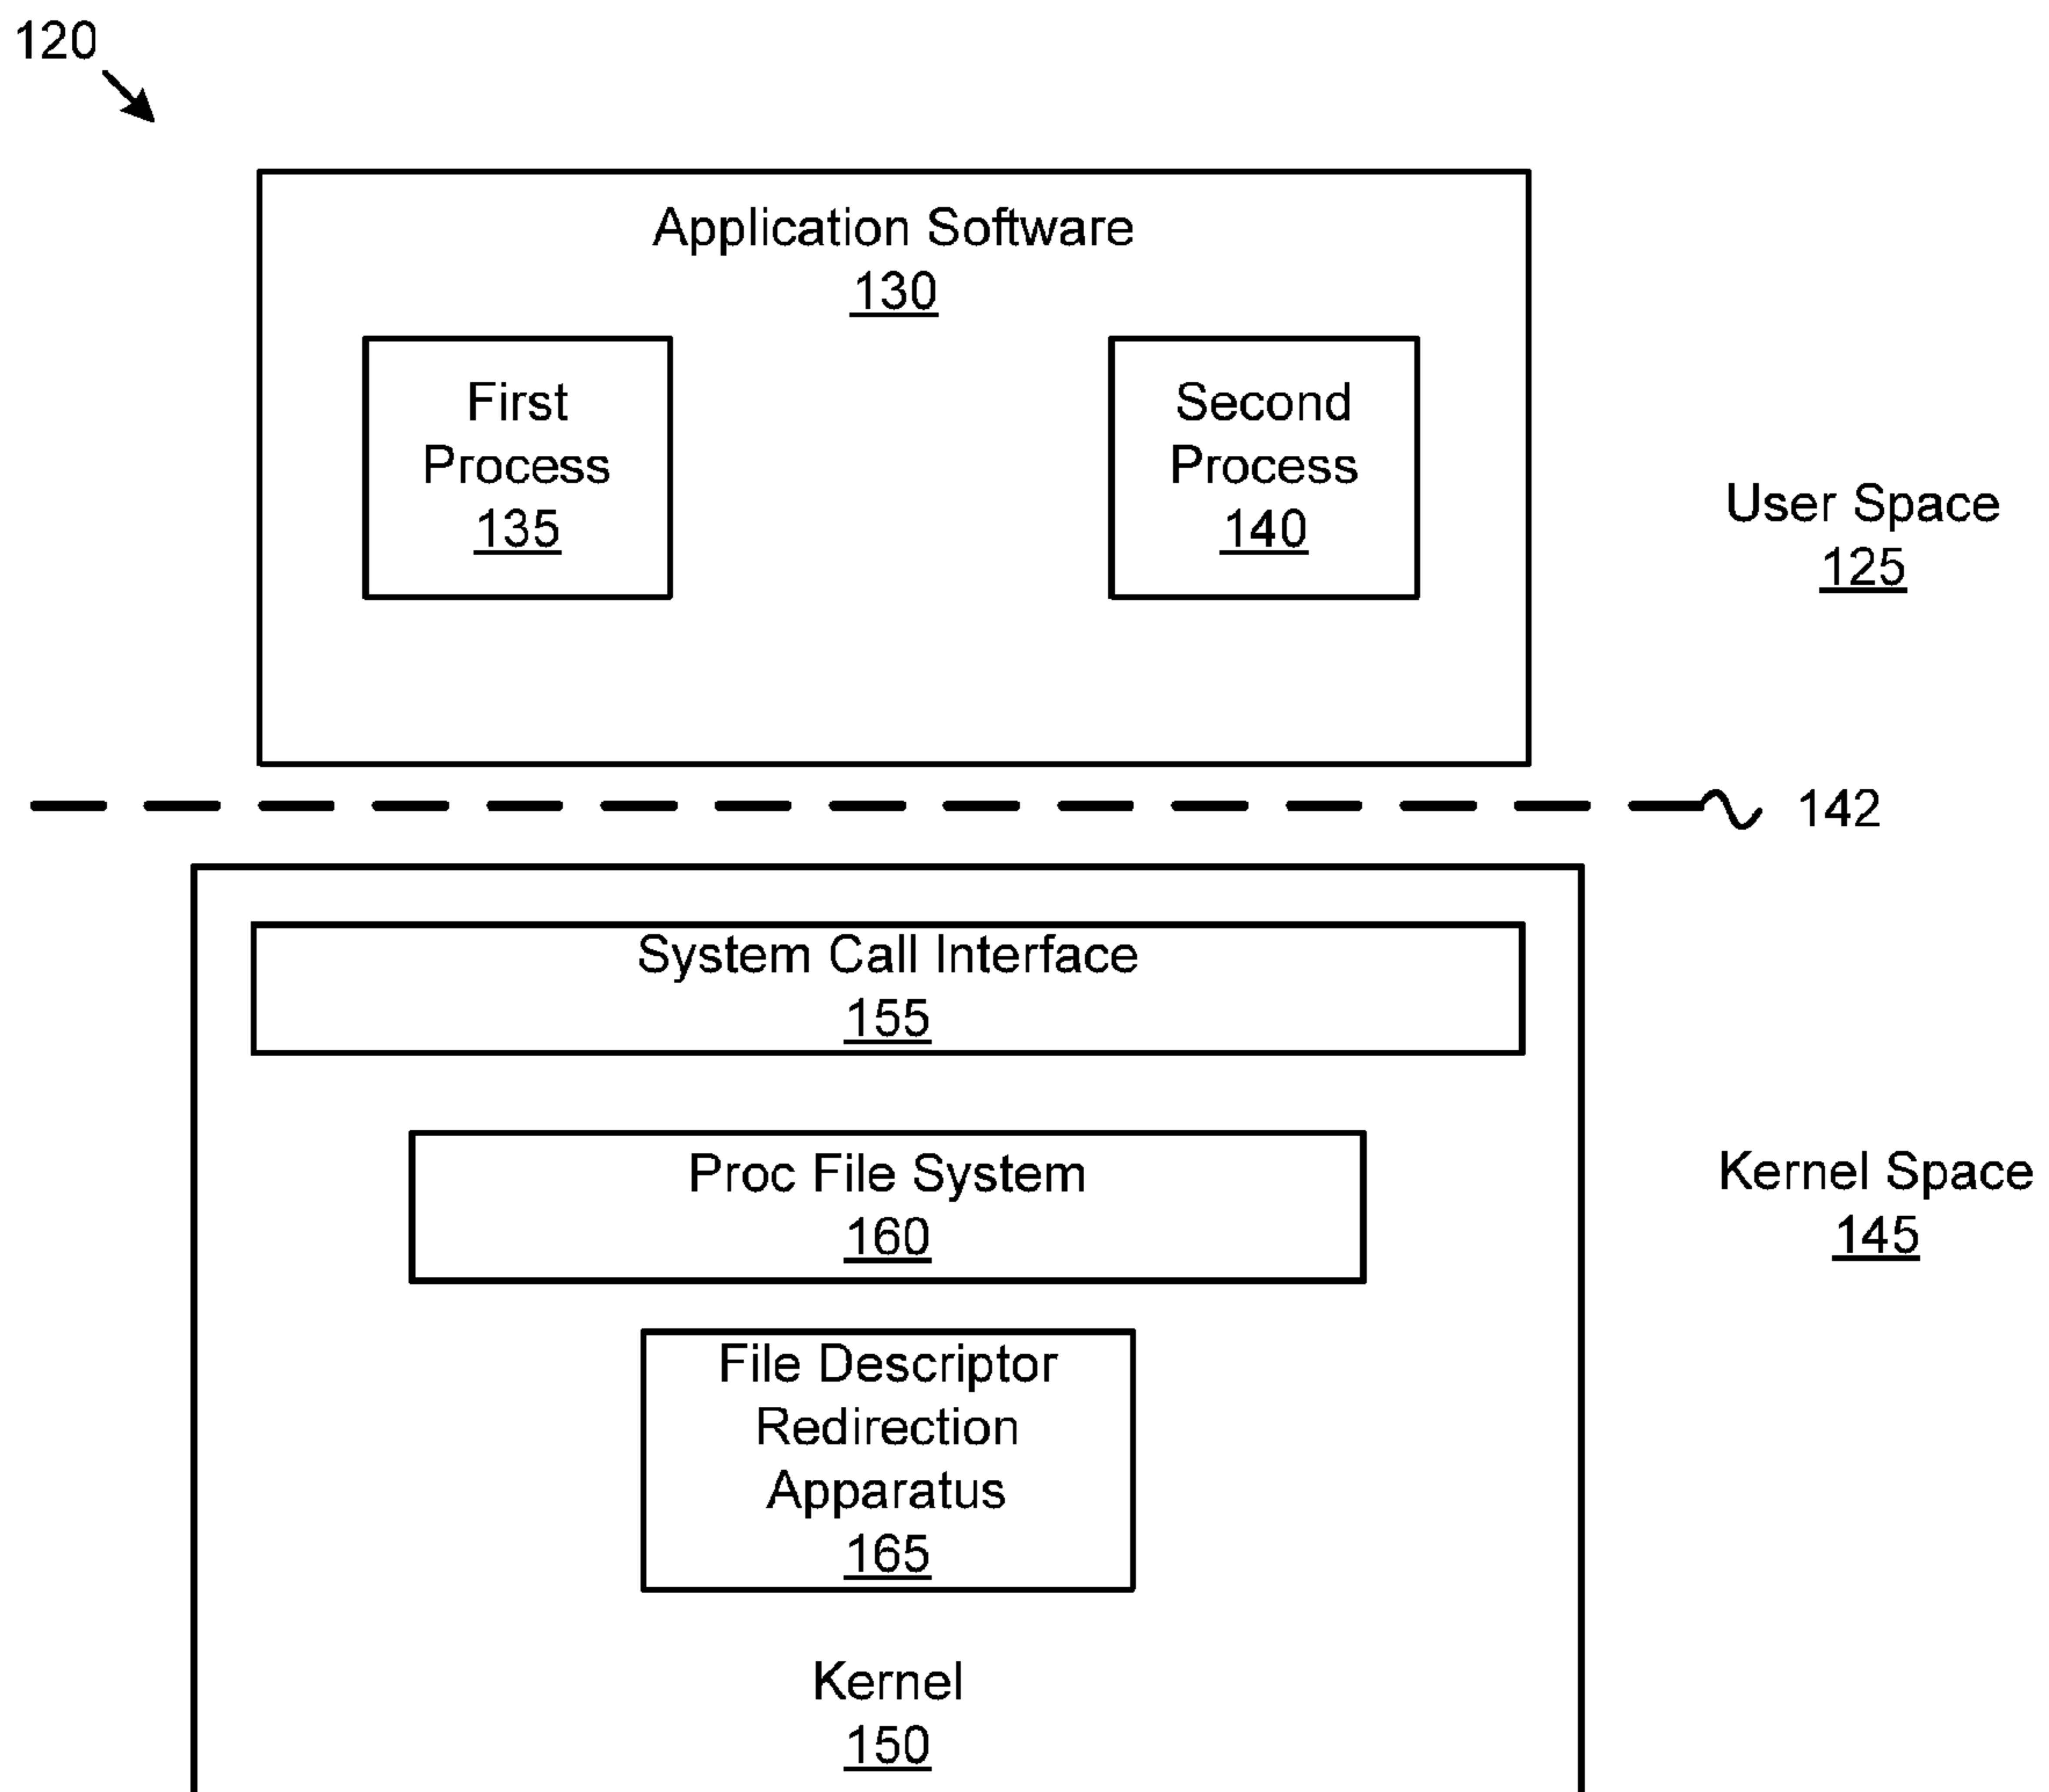 120
Application Software
130
First
Process
135
Second
Process
140
User Space
125
142
System Call Interface
155
Proc File System
160
Kernel Space
145
File Descriptor
Redirection
Apparatus
165
Kernel
150